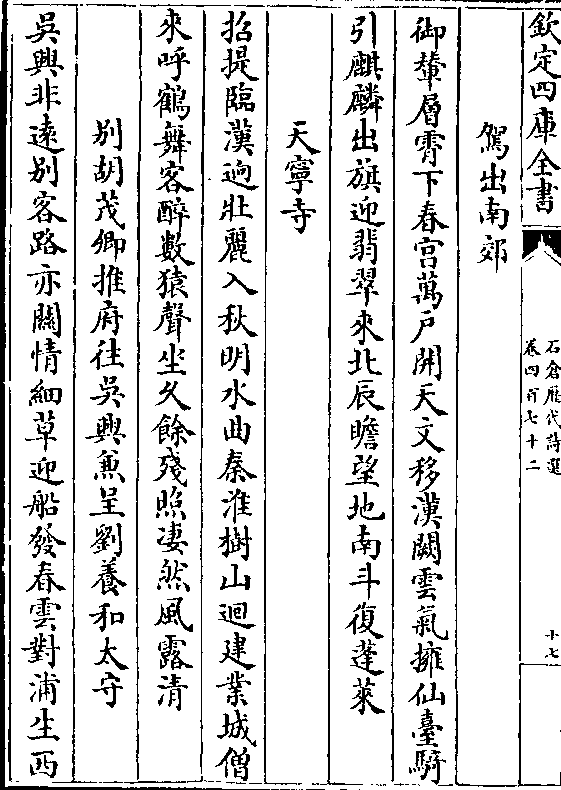 欽定四庫全書
石倉歷代詩選
卷四百七十二
十七
駕出南郊
御輦層霄下春宮萬戶開天文移漢闕雲氣擁仙臺騎
引麒麟出旗迎翡翠來北辰瞻望地南斗復蓬萊
天寧寺
招提臨漢逈壯麗入秋明水曲秦淮樹山迴建業城僧
來呼鶴舞客醉數猿聲坐久餘殘照淒然風露清
別胡茂卿推府往吳興兼呈劉養和太守
吳興非遠別客路亦關情細草迎船發春雲對浦生西